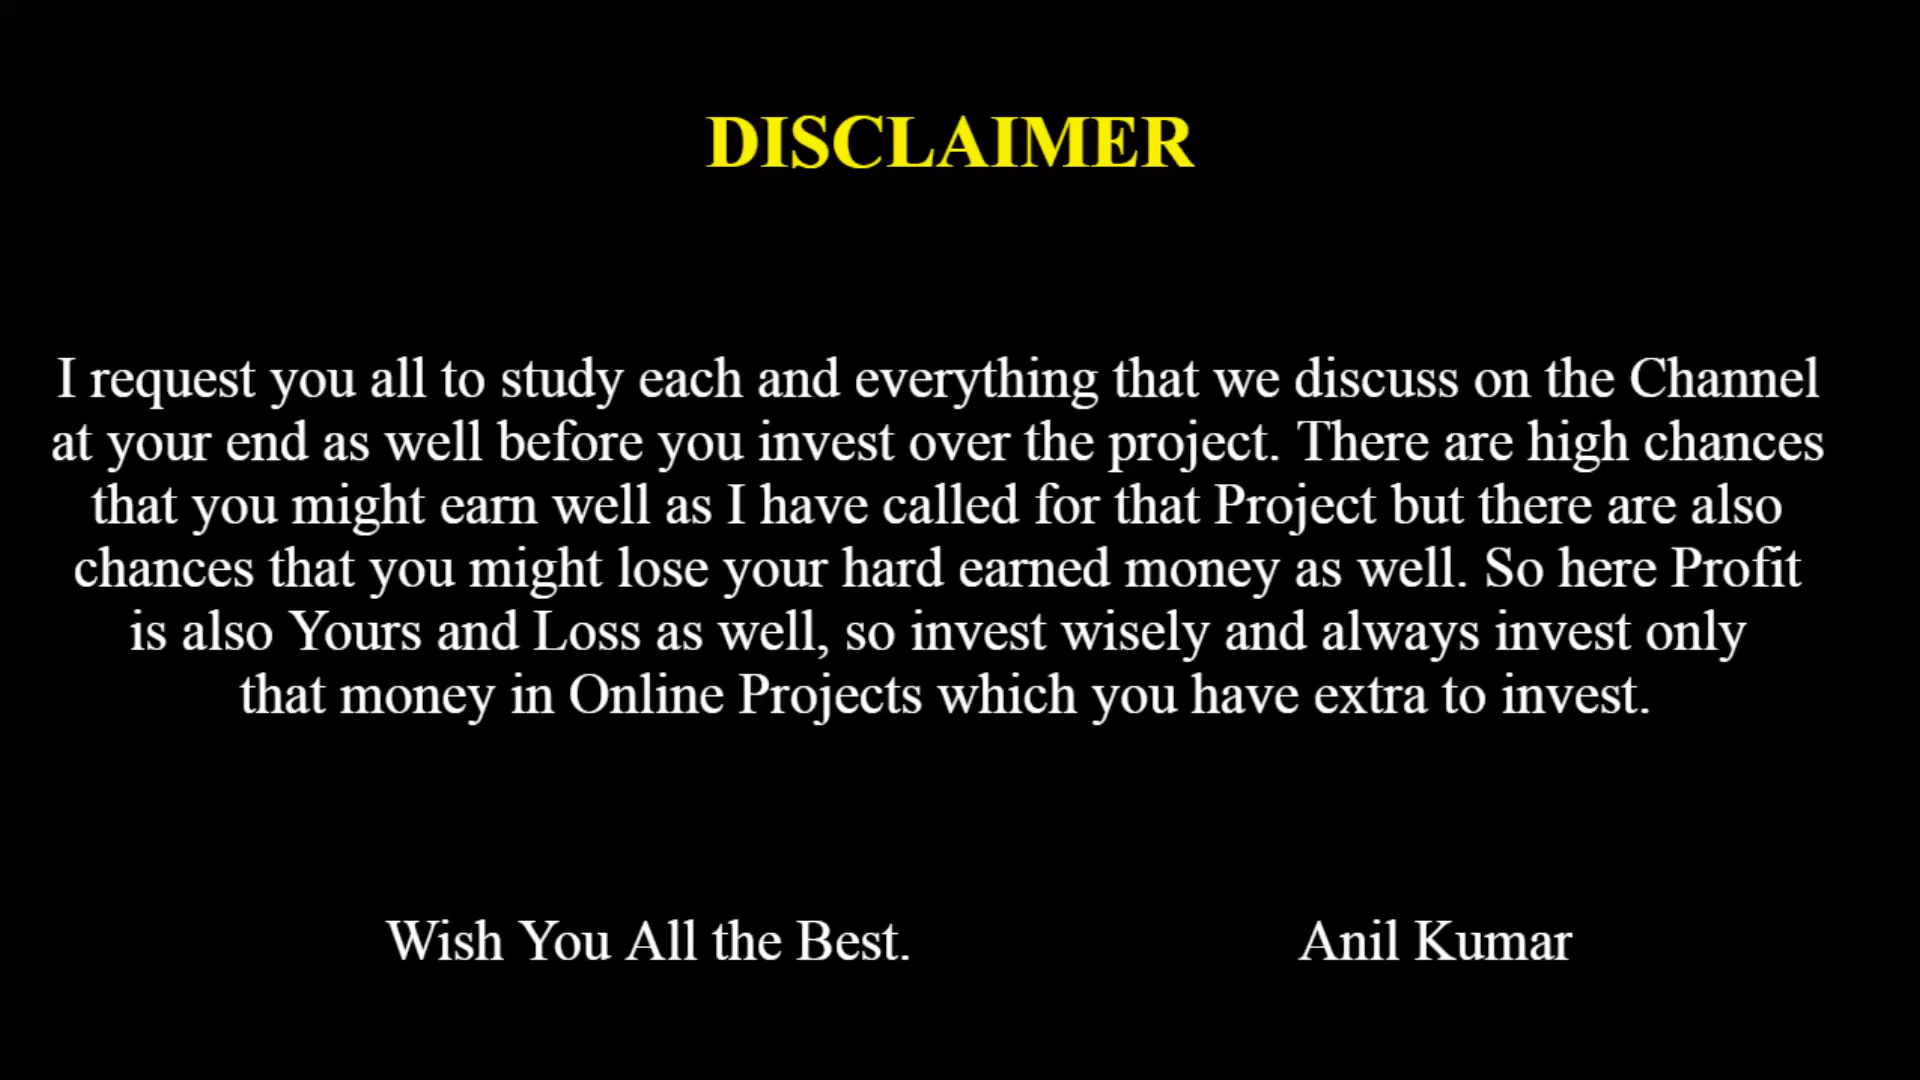 DISCLAIMER
I request you all to study each and everything that we discuss on the Channel
at your end as well before you invest over the project. There are high chances
that you might earn well as I have called for that Project but there are also
chances that you might lose your hard earned money as well. So here Profit
is also Yours and Loss as well, so invest wisely and always invest only
that money in Online Projects which you have extra to invest.
Wish You All the Best. Anil Kumar